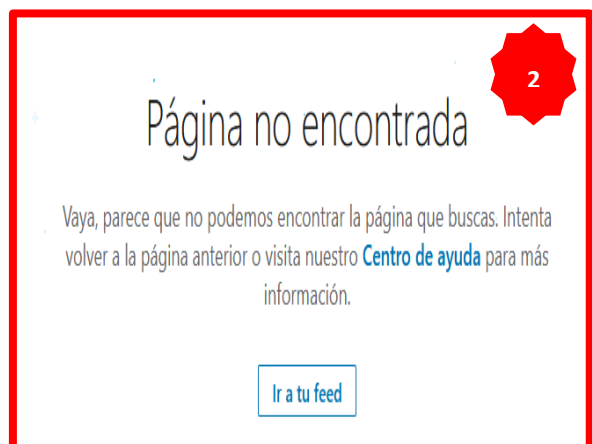 2
Página no encontrada
Vaya, parece que no podemos encontrar la página que buscas. Intenta
volver a la página anterior o visita nuestro Centro de ayuda para más
información.
Ir a tu feed